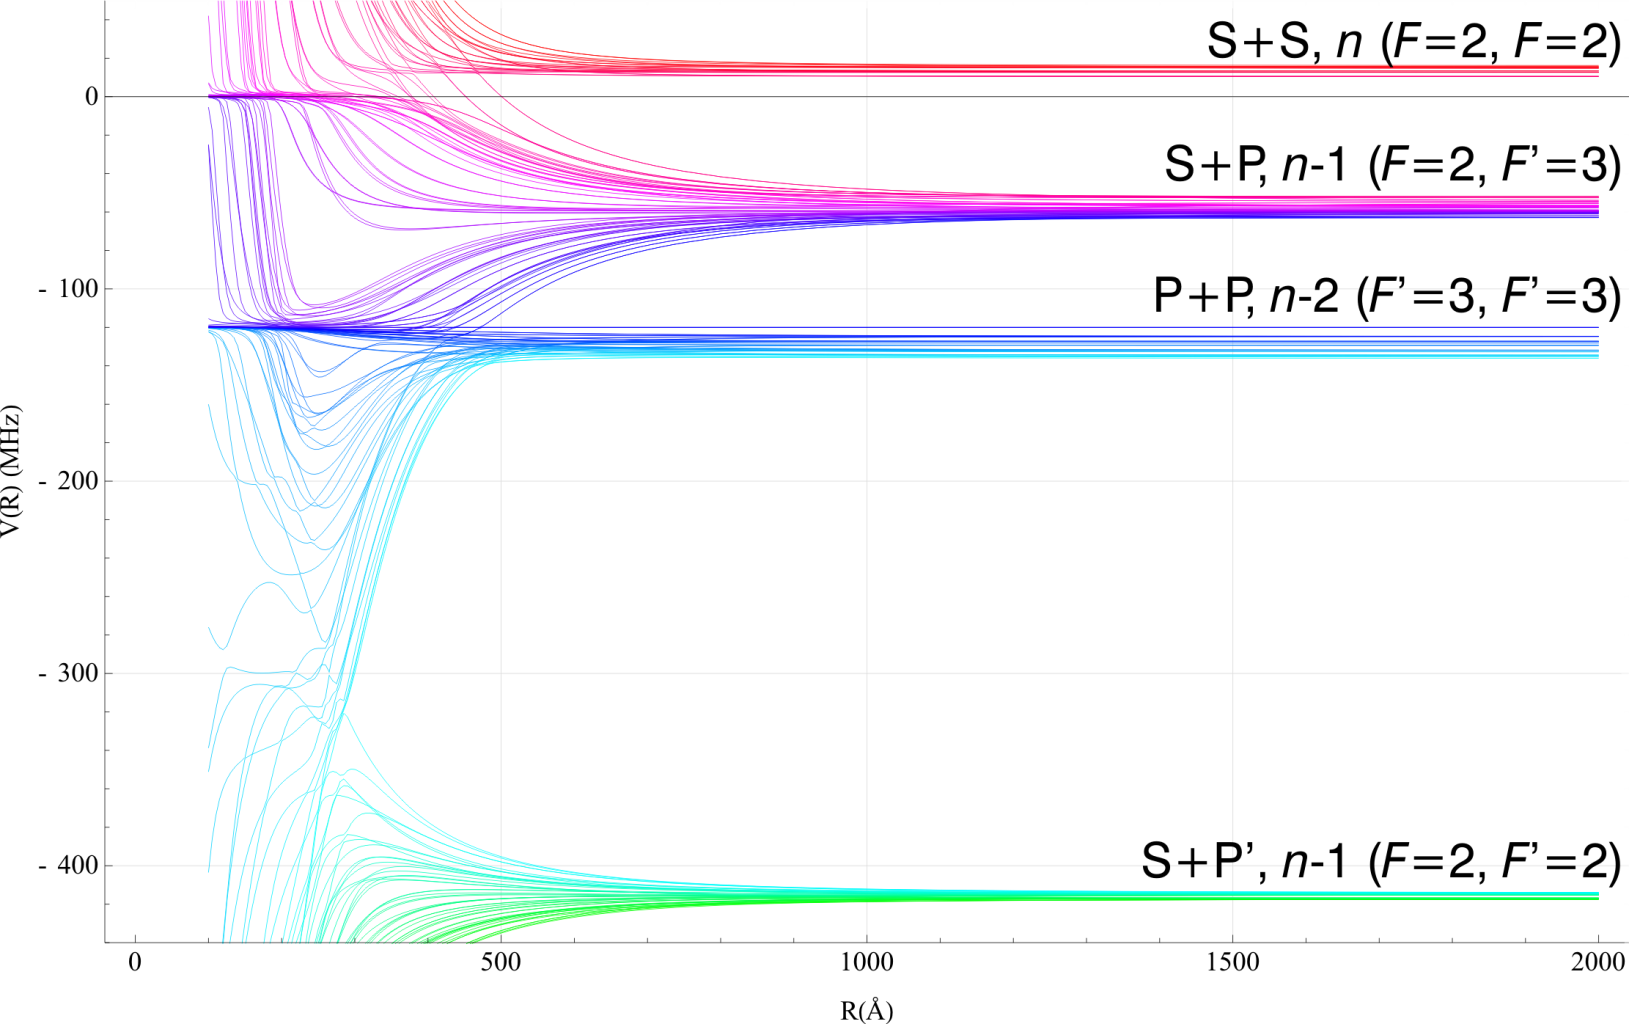 S+S, n (F=2, F=2)
0
S+P, n-1 (F=2, F’=3)
- 100
P+P, n-2 (F’=3, F’=3)
- 200
V(R) (MHz)
- 300
- 400
S+P’, n-1 (F=2, F’=2)
0 500 1000 1500 2000
R(Å)